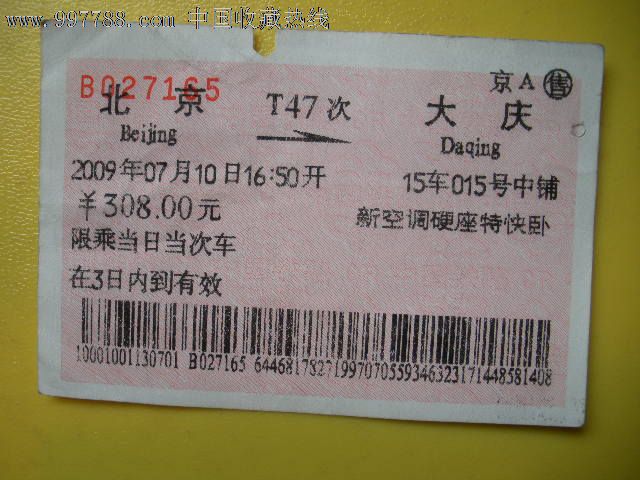 www.997788.com 中国收藏热线
B027165
京A 售
北京 T47次 大庆
Beijing Daqing
2009年07月10日16:50开 15车015号中铺
￥308.00元 新空调硬座特快卧
限乘当日当次车
在3日内到有效
10001001130701 B027165 64468178271997070559346323171448581408